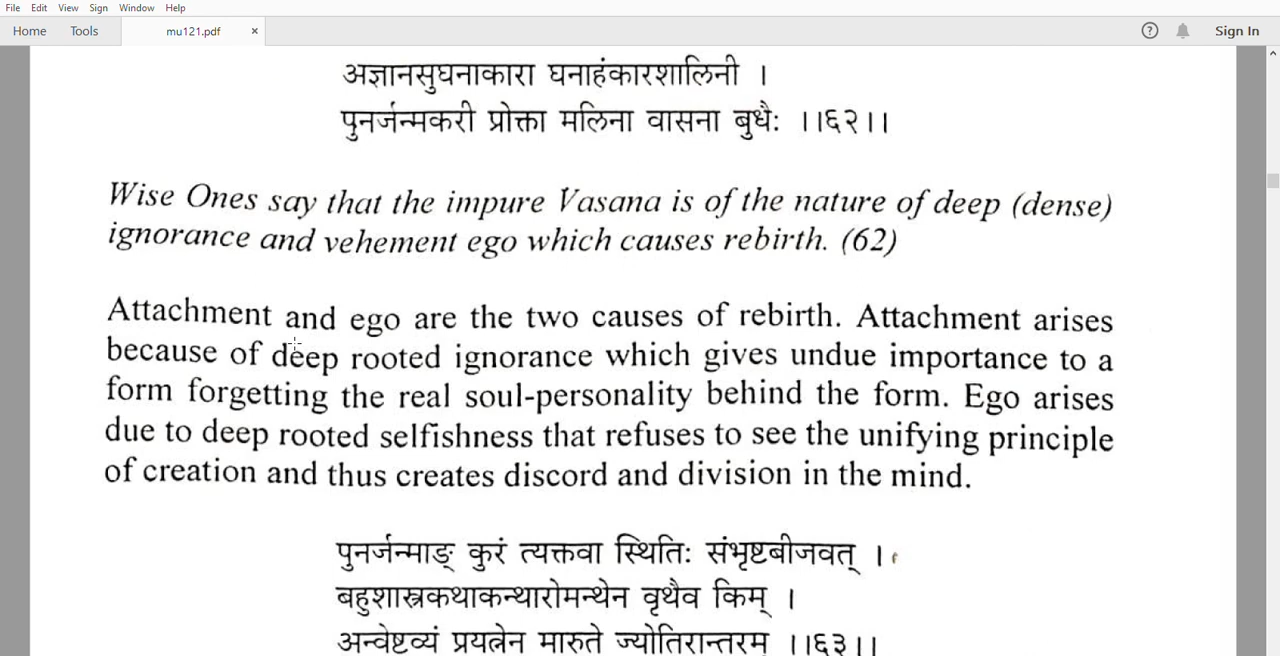 File Edit View Sign Window Help
Home Tools mu121.pdf × ? Sign In
अज्ञानसुघनाकारा घनाहंकारशालिनी ।
पुनर्जन्मकरी प्रोक्ता मलिना वासना बुधैः ।।६२।।
Wise Ones say that the impure Vasana is of the nature of deep (dense)
ignorance and vehement ego which causes rebirth. (62)
Attachment and ego are the two causes of rebirth. Attachment arises
because of deep rooted ignorance which gives undue importance to a
form forgetting the real soul-personality behind the form. Ego arises
due to deep rooted selfishness that refuses to see the unifying principle
of creation and thus creates discord and division in the mind.
पुनर्जन्माङ् कुरं त्यक्तवा स्थितिः संभृष्टबीजवत् ।
बहुशास्त्रकथाकन्थारोमन्थेन वृथैव किम् ।
अन्वेष्टव्यं प्रयत्नेन मारुते ज्योतिरान्तरम् ।।६३।।